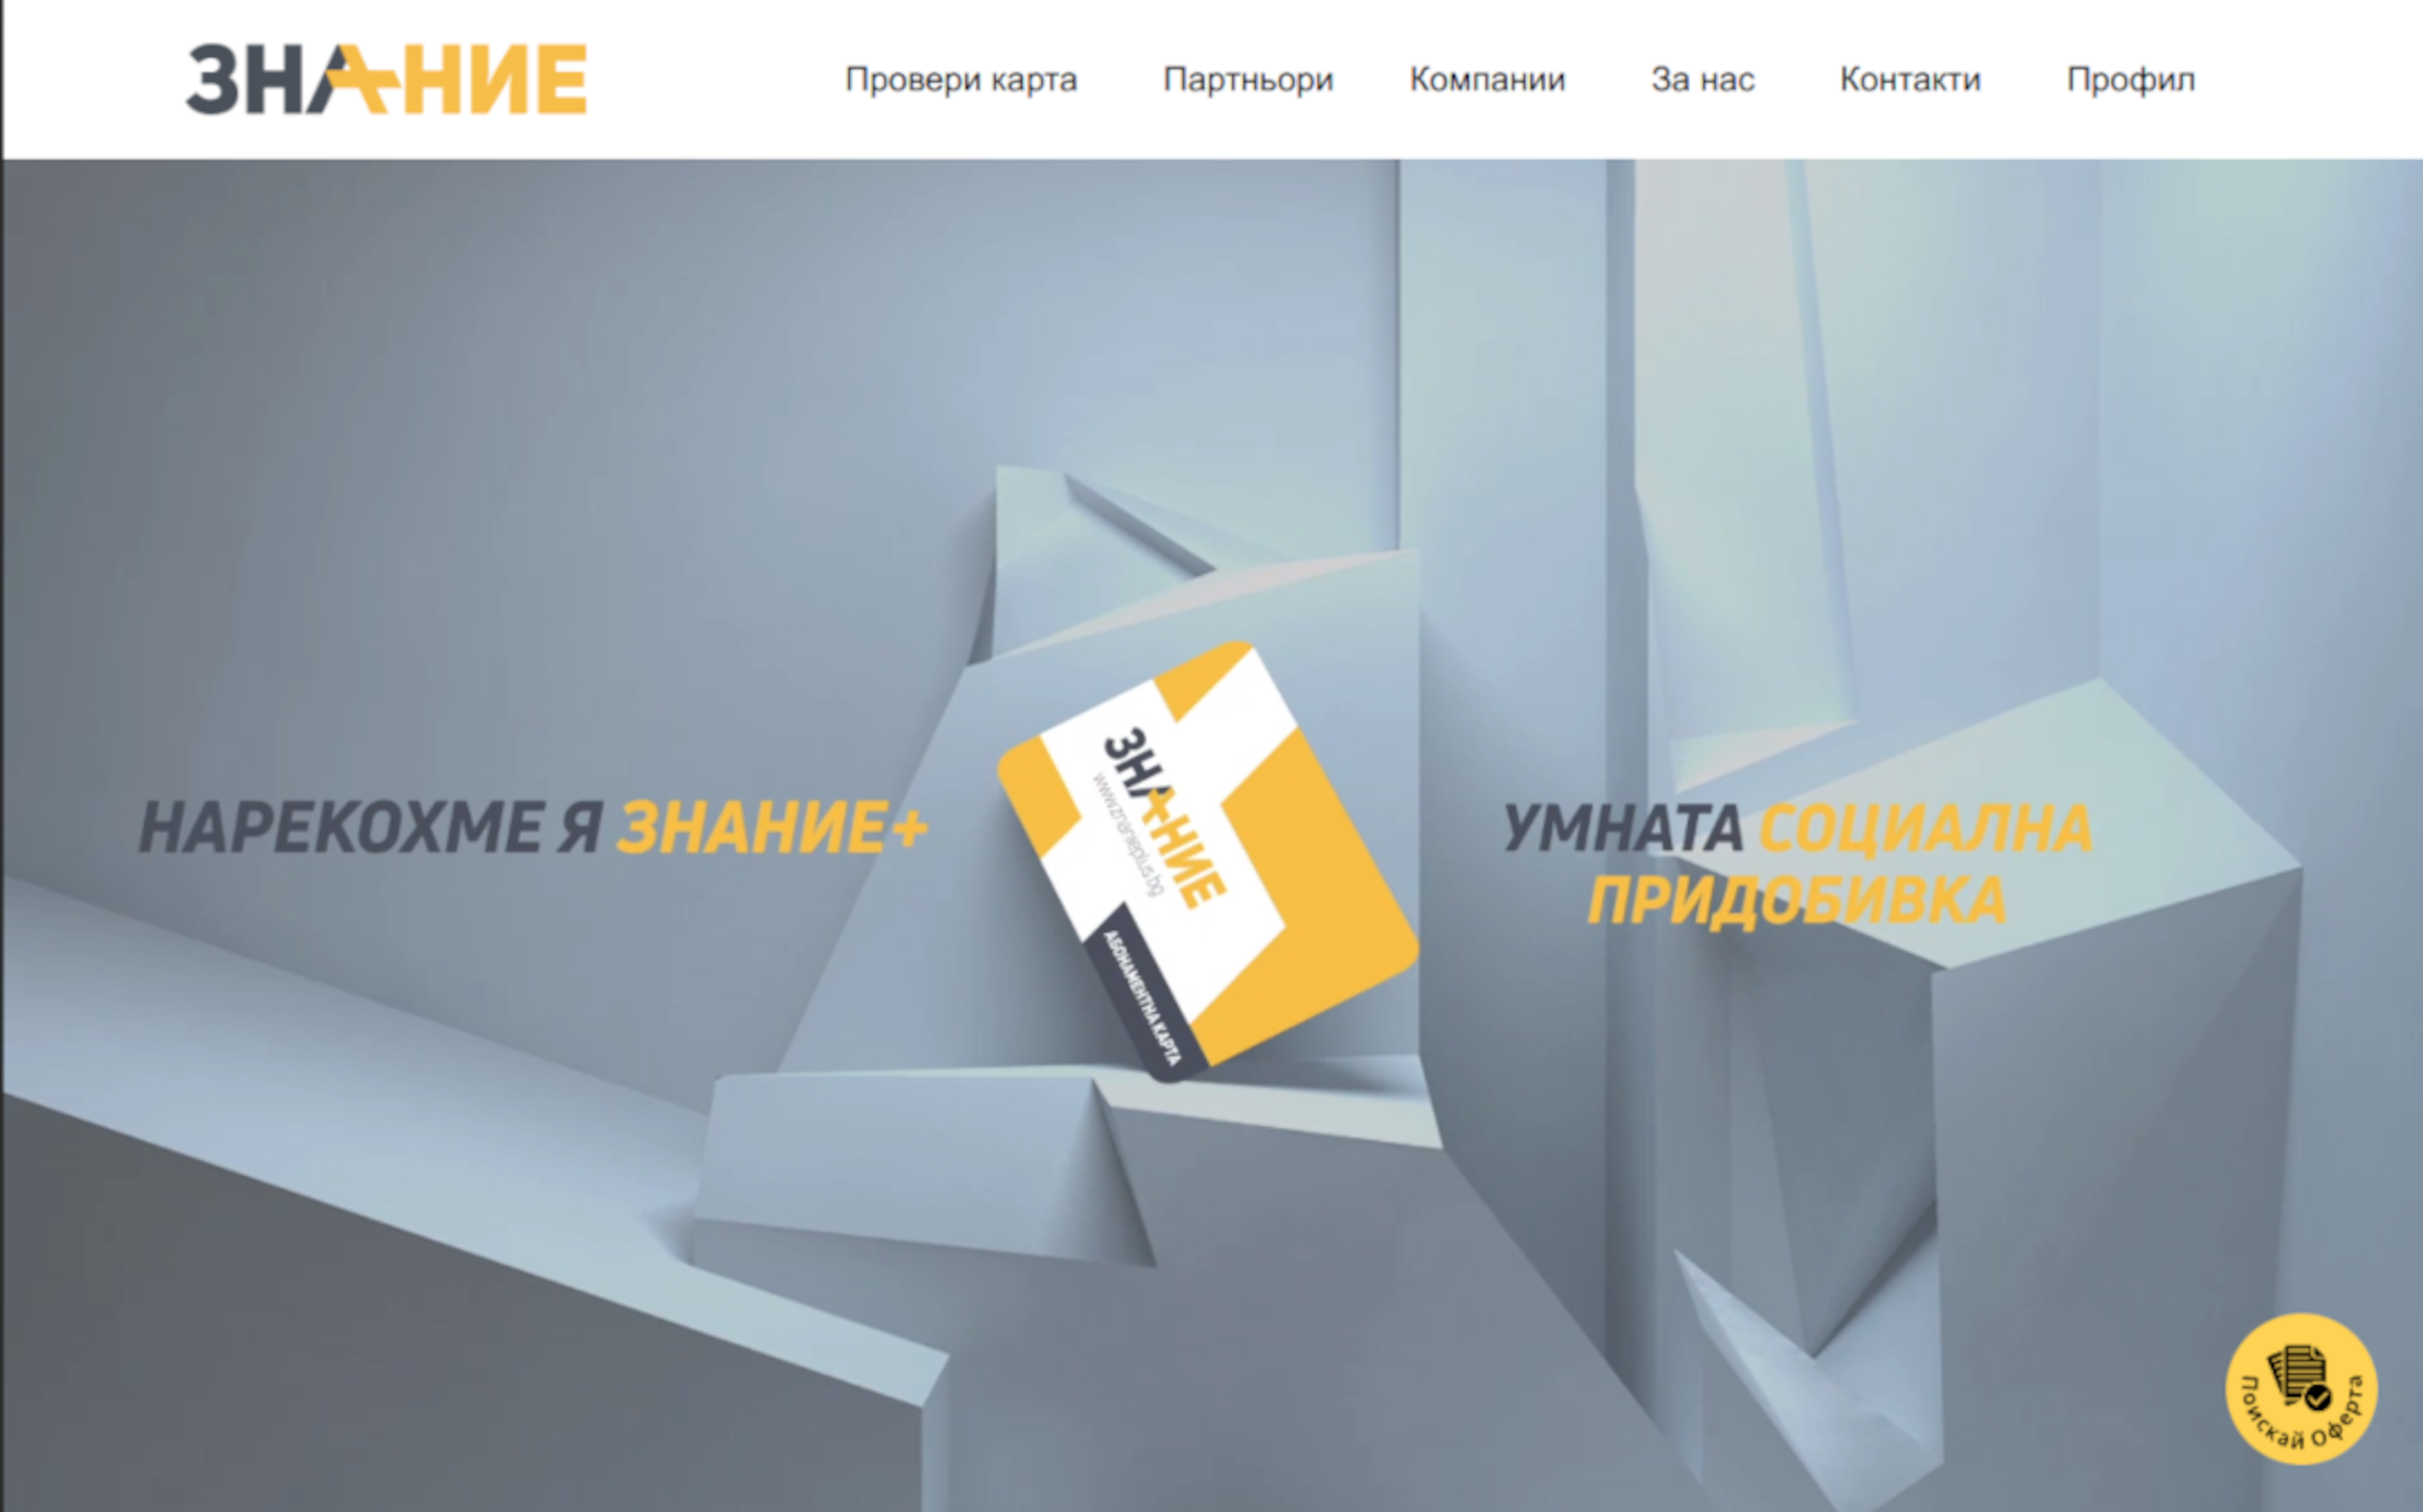 ЗНАНИЕ
Провери карта
Партньори
Компании
За нас
Контакти
Профил
НАРЕКОХМЕ Я ЗНАНИЕ+
ЗНАНИЕ
www.znanieplus.bg
АБОНАМЕНТНА КАРТА
УМНАТА СОЦИАЛНА
ПРИДОБИВКА
Поискай Оферта